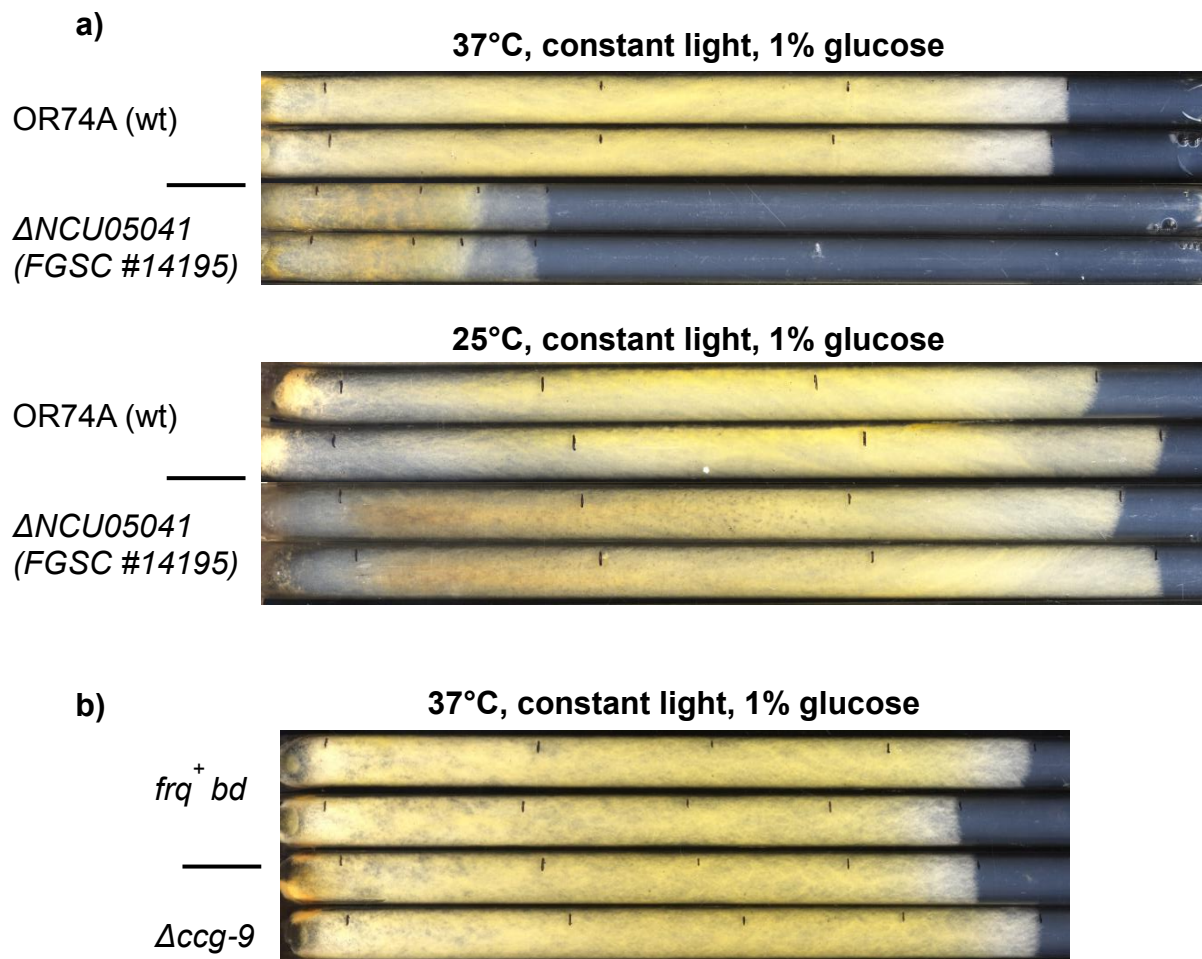 a)
37°C, constant light, 1% glucose
OR74A (wt)
ΔNCU05041
(FGSC #14195)
25°C, constant light, 1% glucose
OR74A (wt)
ΔNCU05041
(FGSC #14195)
b)
37°C, constant light, 1% glucose
frq⁺ bd
Δccg-9